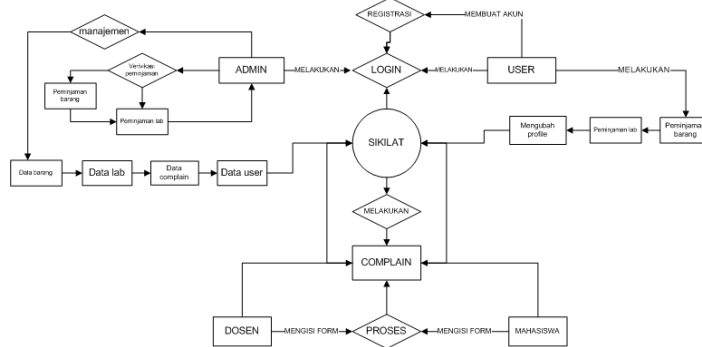 REGISTRASI
MEMBUAT AKUN
manajemen
Verivikasi
peminjaman
ADMIN
MELAKUKAN
LOGIN
MELAKUKAN
USER
MELAKUKAN
Peminjaman
barang
Peminjaman lab
SIKILAT
Mengubah
profile
Peminjaman lab
Peminjaman
barang
Data barang
Data lab
Data
complain
Data user
MELAKUKAN
COMPLAIN
DOSEN
MENGISI FORM
PROSES
MENGISI FORM
MAHASISWA